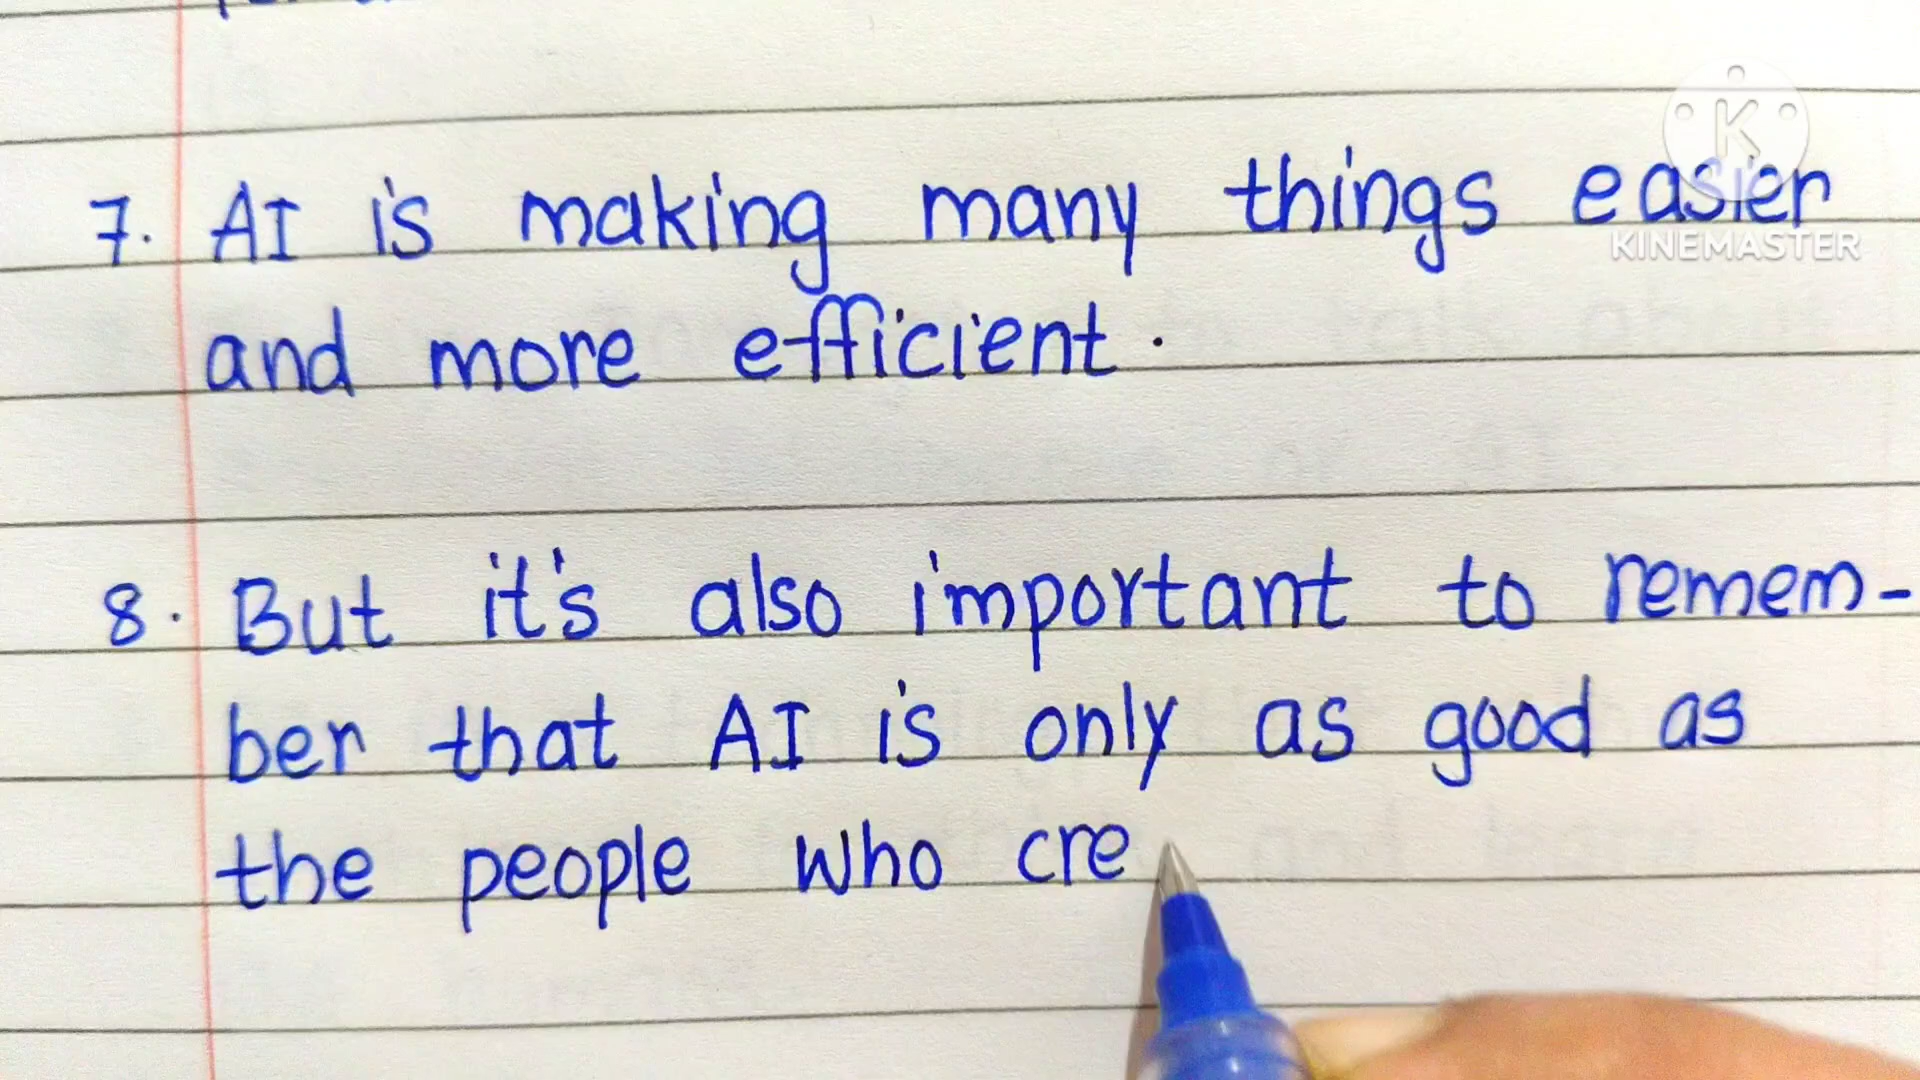 7. AI is making many things easier
and more efficient.
8. But it's also important to remem-
ber that AI is only as good as
the people who cre
K
KINEMASTER